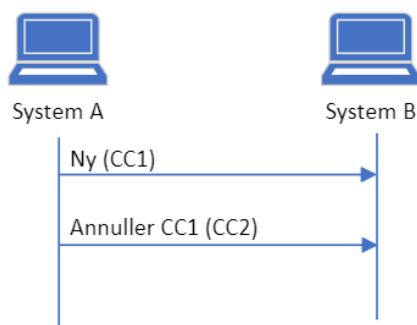 System A
System B
Ny (CC1)
Annuller CC1 (CC2)